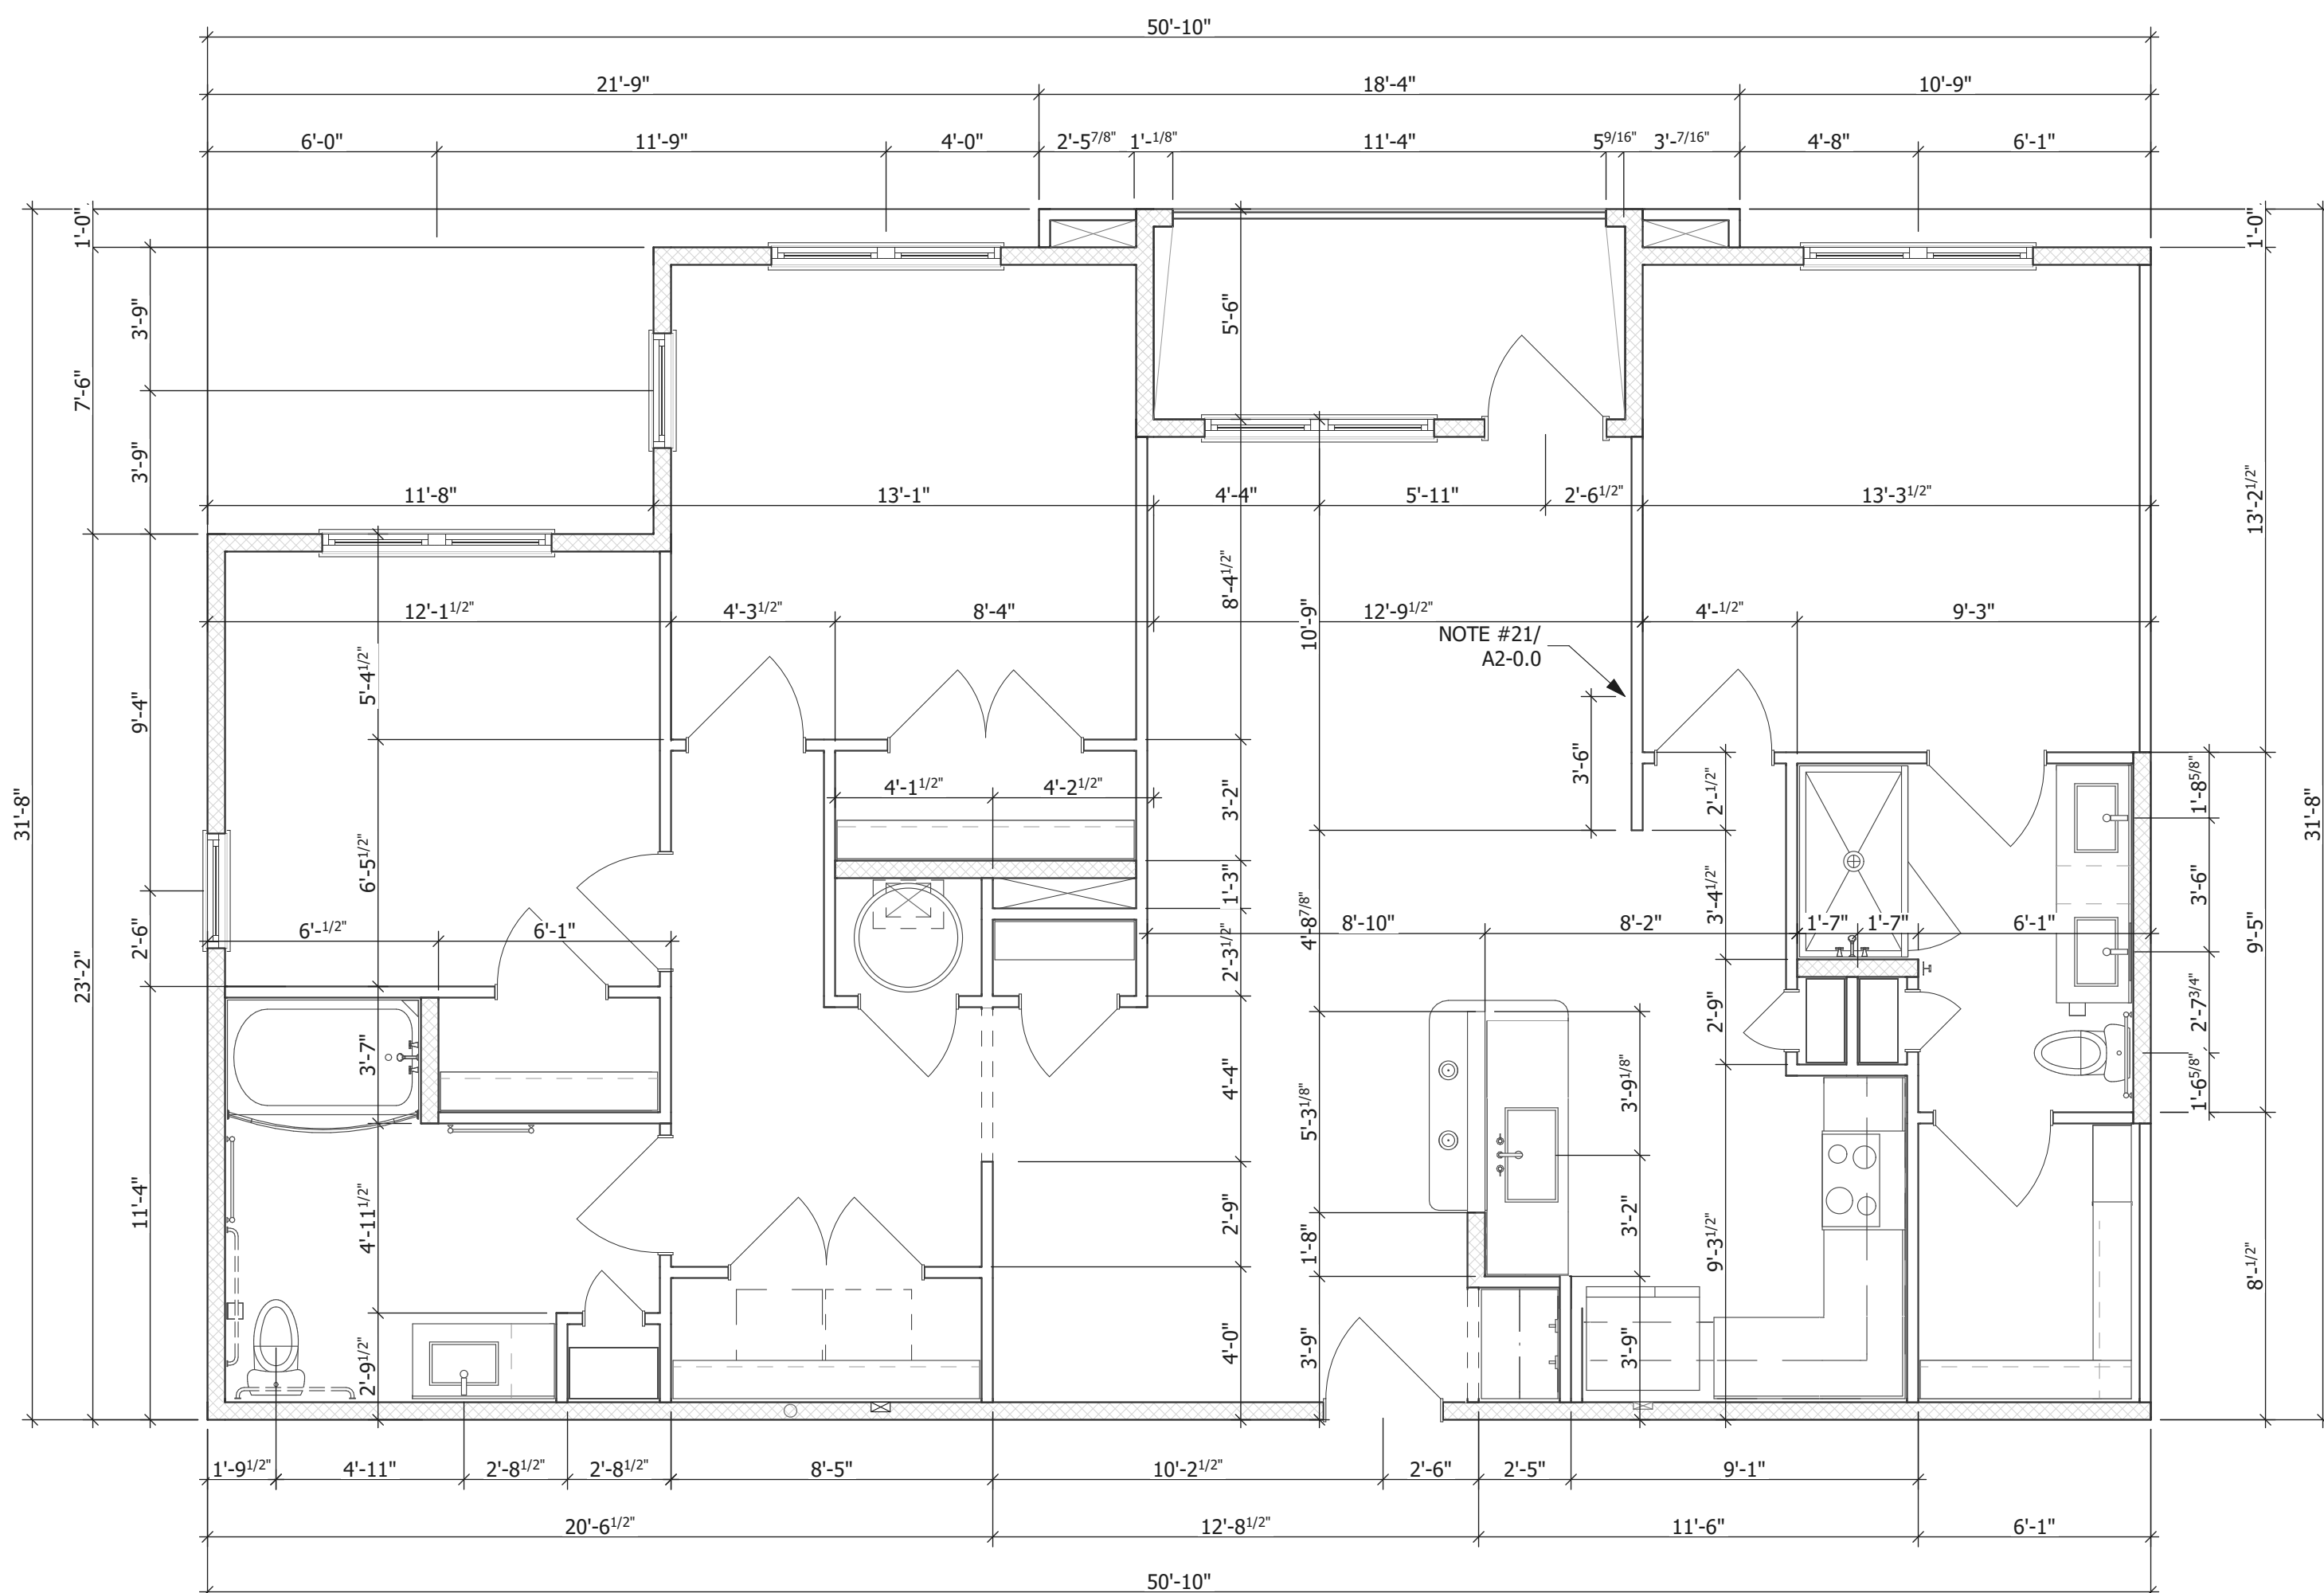 50'-10"
21'-9" 18'-4" 10'-9"
6'-0" 11'-9" 4'-0" 2'-5 7/8" 1'-1/8" 11'-4" 5 9/16" 3'-7/16" 4'-8" 6'-1"
1'-0" 1'-0"
3'-9" 5'-6"
7'-6"
3'-9" 13'-2 1/2"
11'-8" 13'-1" 4'-4" 5'-11" 2'-6 1/2" 13'-3 1/2"
8'-4 1/2"
12'-1 1/2" 4'-3 1/2" 8'-4" 10'-9" 12'-9 1/2" 4'-1/2" 9'-3"
NOTE #21/
A2-0.0
5'-4 1/2"
9'-4"
3'-6"
31'-8" 4'-1 1/2" 4'-2 1/2" 3'-2" 2'-1/2" 1'-8 5/8" 31'-8"
6'-5 1/2" 1'-3" 3'-4 1/2" 3'-6"
2'-6" 6'-1/2" 6'-1" 4'-8 7/8" 8'-10" 8'-2" 1'-7" 1'-7" 6'-1" 9'-5"
23'-2" 2'-3 1/2" 2'-9" 2'-7 3/4"
3'-7" 4'-4" 3'-9 1/8" 1'-6 5/8"
5'-3 1/8"
11'-4" 4'-11 1/2" 2'-9" 3'-2"
1'-8" 9'-3 1/2" 8'-1/2"
2'-9 1/2" 4'-0" 3'-9" 3'-9"
1'-9 1/2" 4'-11" 2'-8 1/2" 2'-8 1/2" 8'-5" 10'-2 1/2" 2'-6" 2'-5" 9'-1"
20'-6 1/2" 12'-8 1/2" 11'-6" 6'-1"
50'-10"